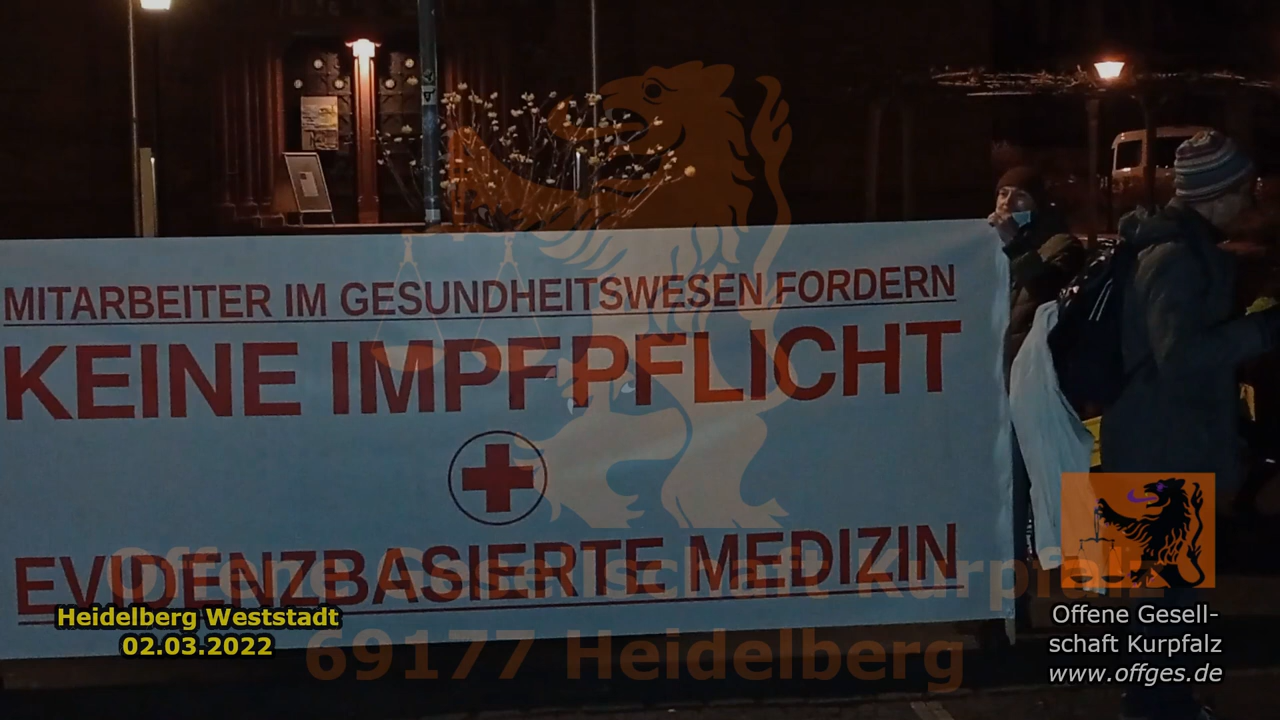 MITARBEITER IM GESUNDHEITSWESEN FORDERN
KEINE IMPFPFLICHT
EVIDENZBASIERTE MEDIZIN
Offene Gesellschaft Kurpfalz
69177 Heidelberg
Heidelberg Weststadt
02.03.2022
Offene Gesell-
schaft Kurpfalz
www.offges.de